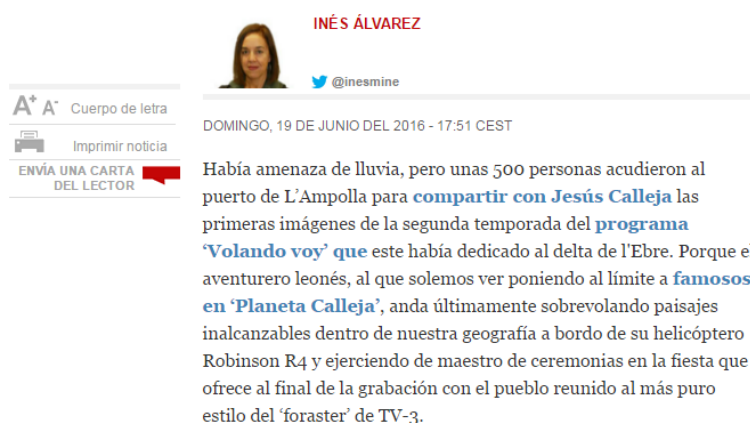 INÉS ÁLVAREZ
@inesmine
A+ A- Cuerpo de letra
Imprimir noticia
ENVÍA UNA CARTA
DEL LECTOR
DOMINGO, 19 DE JUNIO DEL 2016 - 17:51 CEST
Había amenaza de lluvia, pero unas 500 personas acudieron al
puerto de L’Ampolla para compartir con Jesús Calleja las
primeras imágenes de la segunda temporada del programa
‘Volando voy’ que este había dedicado al delta de l'Ebre. Porque e
aventurero leonés, al que solemos ver poniendo al límite a famosos
en ‘Planeta Calleja’, anda últimamente sobrevolando paisajes
inalcanzables dentro de nuestra geografía a bordo de su helicóptero
Robinson R4 y ejerciendo de maestro de ceremonias en la fiesta que
ofrece al final de la grabación con el pueblo reunido al más puro
estilo del ‘foraster’ de TV-3.